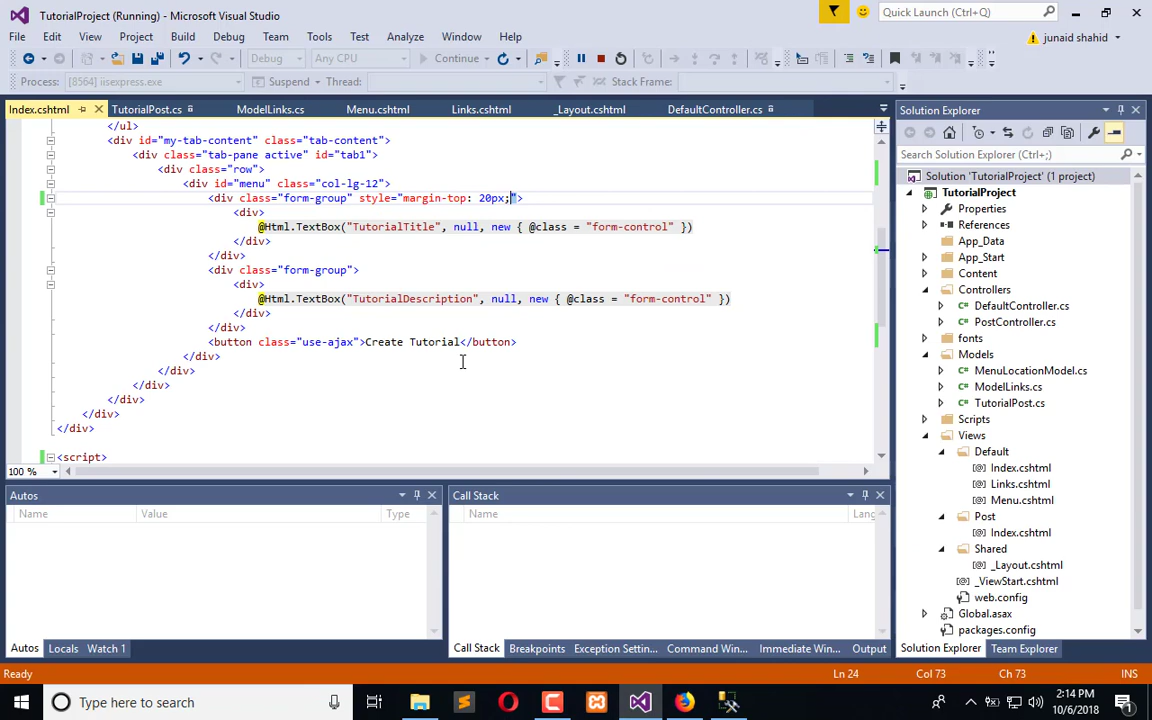 TutorialProject (Running) - Microsoft Visual Studio
Quick Launch (Ctrl+Q)
File Edit View Project Build Debug Team Tools Test Analyze Window Help
junaid shahid
Debug Any CPU Continue
Process: [8564] iisexpress.exe Suspend Thread: Stack Frame:
Index.cshtml TutorialPost.cs ModelLinks.cs Menu.cshtml Links.cshtml _Layout.cshtml DefaultController.cs
</ul>
<div id="my-tab-content" class="tab-content">
<div class="tab-pane active" id="tab1">
<div class="row">
<div id="menu" class="col-lg-12">
<div class="form-group" style="margin-top: 20px;">
<div>
@Html.TextBox("TutorialTitle", null, new { @class = "form-control" })
</div>
</div>
<div class="form-group">
<div>
@Html.TextBox("TutorialDescription", null, new { @class = "form-control" })
</div>
</div>
<button class="use-ajax">Create Tutorial</button>
</div>
</div>
</div>
</div>
</div>
</div>
<script>
100 %
Autos
Name Value Type
Autos Locals Watch 1
Call Stack
Name Lang
Call Stack Breakpoints Exception Settin... Command Win... Immediate Win... Output
Solution Explorer
Search Solution Explorer (Ctrl+;)
Solution 'TutorialProject' (1 project)
TutorialProject
Properties
References
App_Data
App_Start
Content
Controllers
DefaultController.cs
PostController.cs
fonts
Models
MenuLocationModel.cs
ModelLinks.cs
TutorialPost.cs
Scripts
Views
Default
Index.cshtml
Links.cshtml
Menu.cshtml
Post
Index.cshtml
Shared
_Layout.cshtml
_ViewStart.cshtml
web.config
Global.asax
packages.config
Solution Explorer Team Explorer
Ready Ln 24 Col 73 Ch 73 INS
Type here to search
2:14 PM
10/6/2018
1